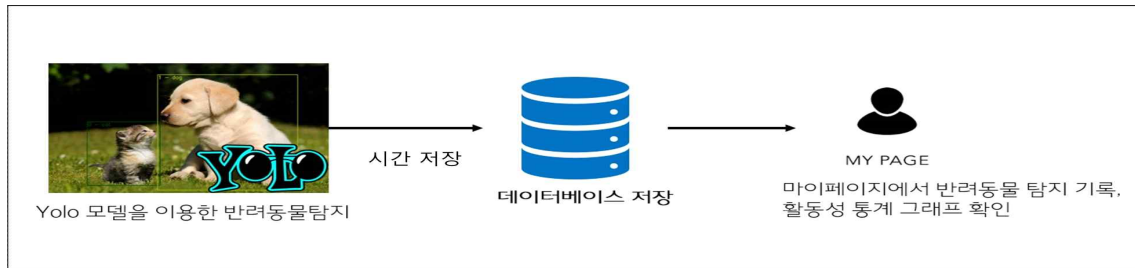 1 - dog
YOLO
시간 저장
Yolo 모델을 이용한 반려동물탐지
데이터베이스 저장
MY PAGE
마이페이지에서 반려동물 탐지 기록,
활동성 통계 그래프 확인